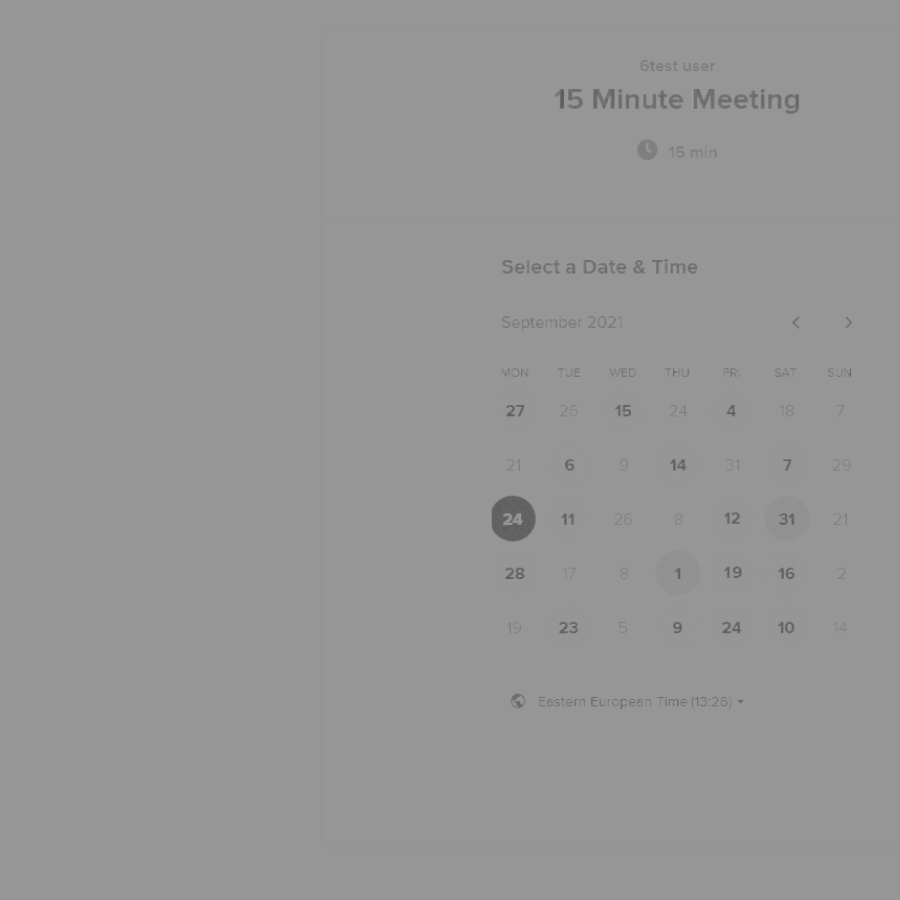 6test user
15 Minute Meeting
15 min
Select a Date & Time
September 2021
MON TUE WED THU FRI SAT SUN
27 26 15 24 4 18 7
21 6 9 14 31 7 29
24 11 26 8 12 31 21
28 17 8 1 19 16 2
19 23 5 9 24 10 14
Eastern European Time (13:26)